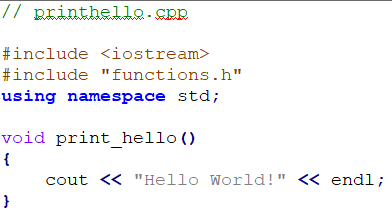 // printhello.cpp

#include <iostream>
#include "functions.h"
using namespace std;

void print_hello()
{
    cout << "Hello World!" << endl;
}